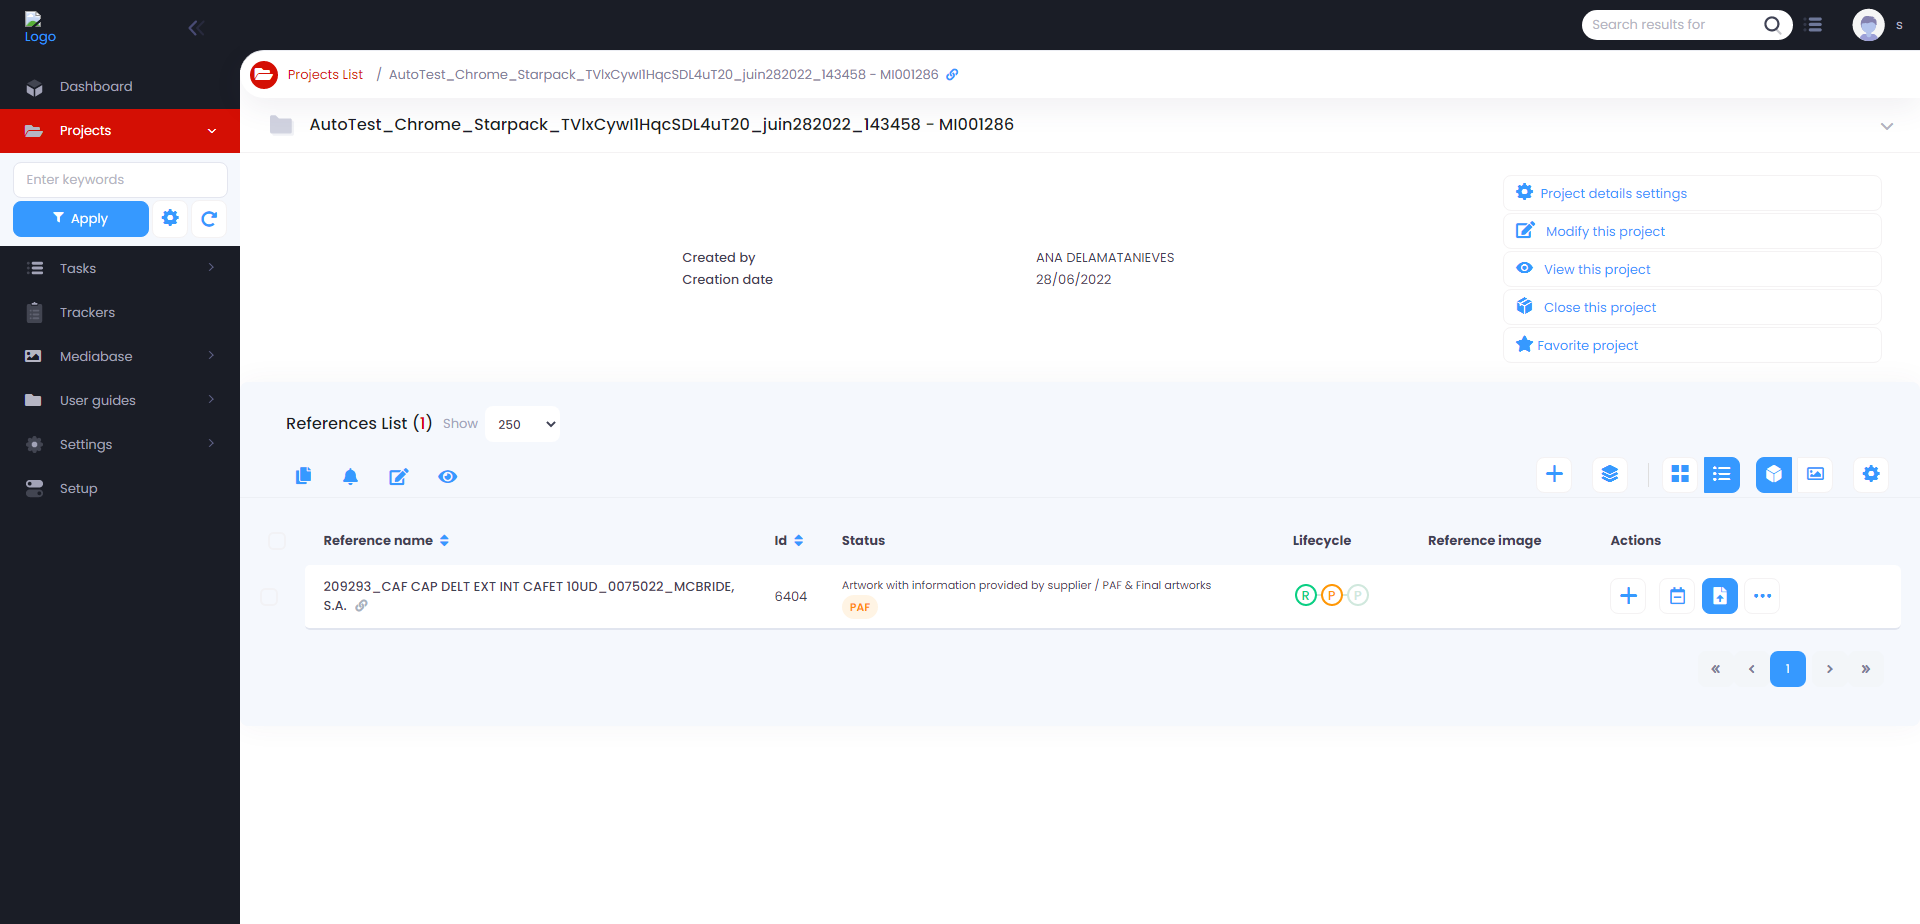 Logo
Search results for
s
Dashboard
Projects
Enter keywords
Apply
Tasks
Trackers
Mediabase
User guides
Settings
Setup
Projects List / AutoTest_Chrome_Starpack_TVlxCywI1HqcSDL4uT20_juin282022_143458 - MI001286
AutoTest_Chrome_Starpack_TVlxCywI1HqcSDL4uT20_juin282022_143458 - MI001286
Created by ANA DELAMATANIEVES
Creation date 28/06/2022
Project details settings
Modify this project
View this project
Close this project
Favorite project
References List (1) Show 250
Reference name Id Status Lifecycle Reference image Actions
209293_CAF CAP DELT EXT INT CAFET 10UD_0075022_MCBRIDE,
S.A.
6404
Artwork with information provided by supplier / PAF & Final artworks
PAF
R P P
« ‹ 1 › »